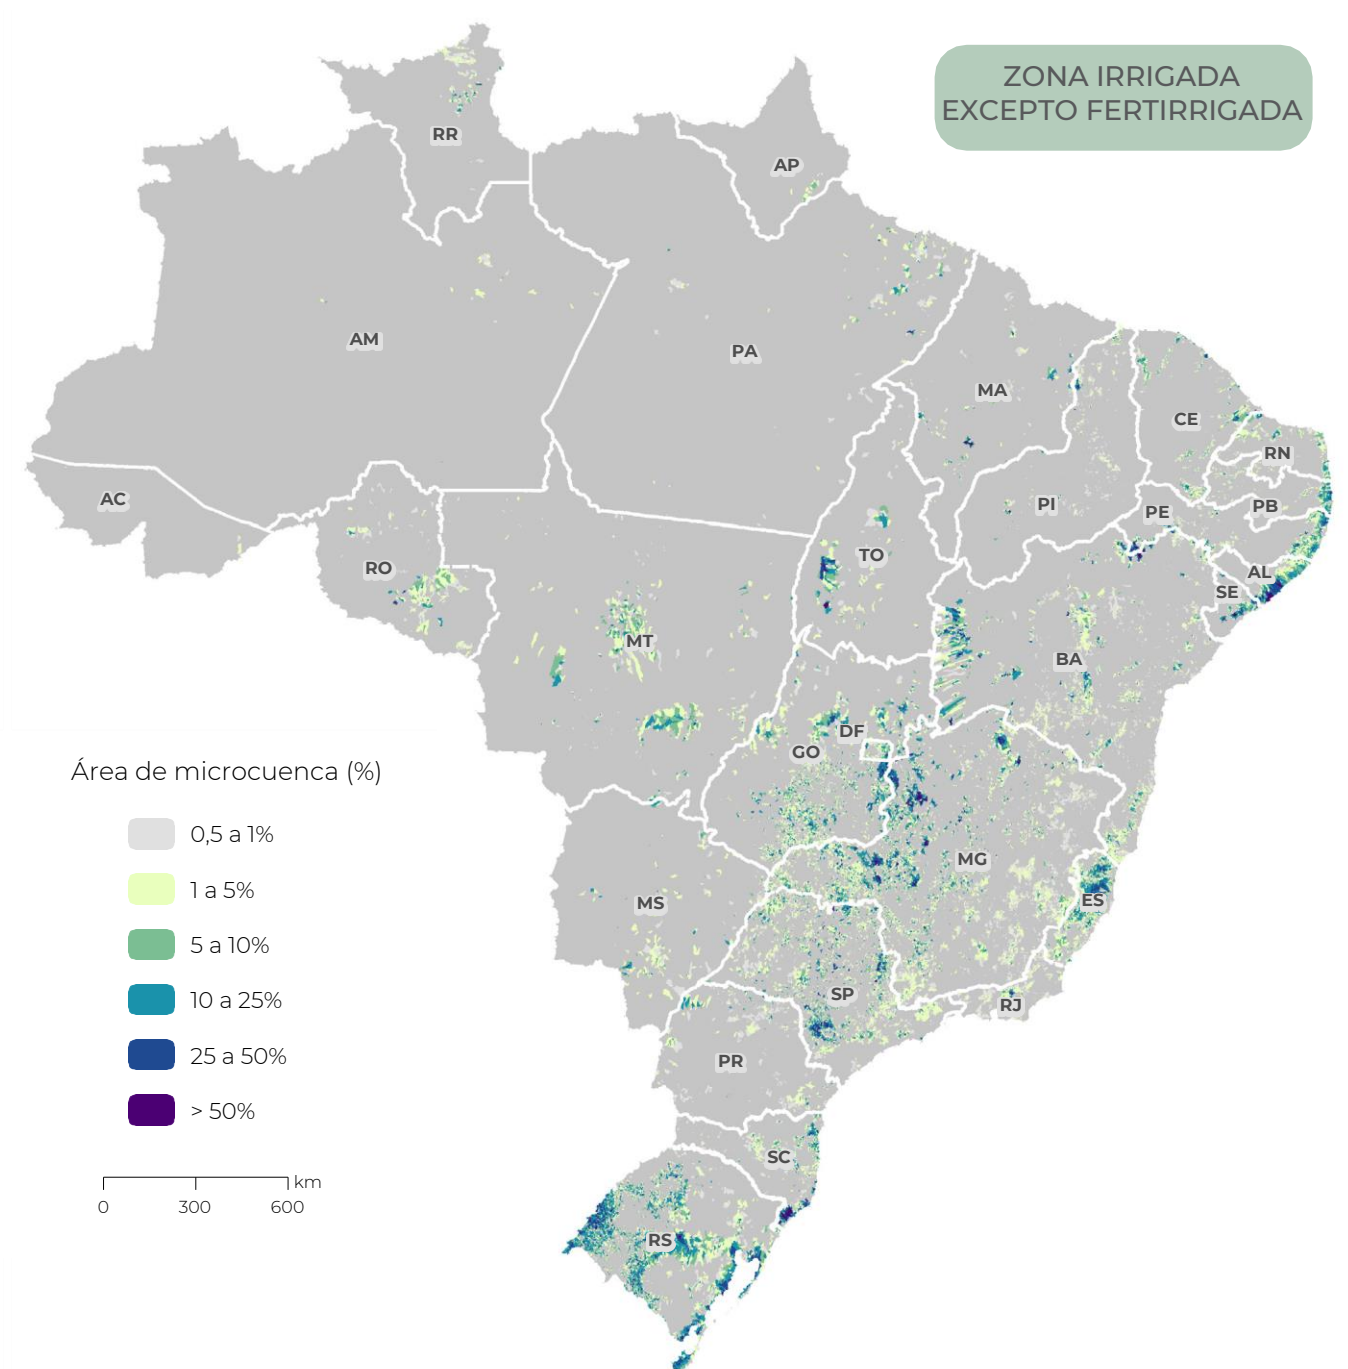 ZONA IRRIGADA
EXCEPTO FERTIRRIGADA
RR
AP
AM
PA
MA
CE
RN
AC
PI
PE
PB
RO
TO
AL
SE
MT
BA
DF
GO
Área de microcuenca (%)
0,5 a 1%
1 a 5%
5 a 10%
10 a 25%
25 a 50%
> 50%
MG
MS
ES
SP
RJ
PR
SC
RS
km
0 300 600